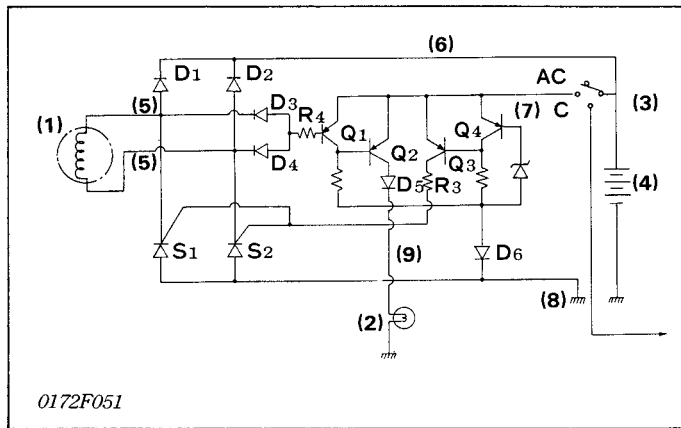 (6)
AC
(3)
C
D1
D2
(5)
D3
(7)
(1)
R4
Q1
Q4
Q2
Q3
(5)
D4
D5
R3
(4)
S1
S2
(9)
D6
(8)
(2)
0172F051